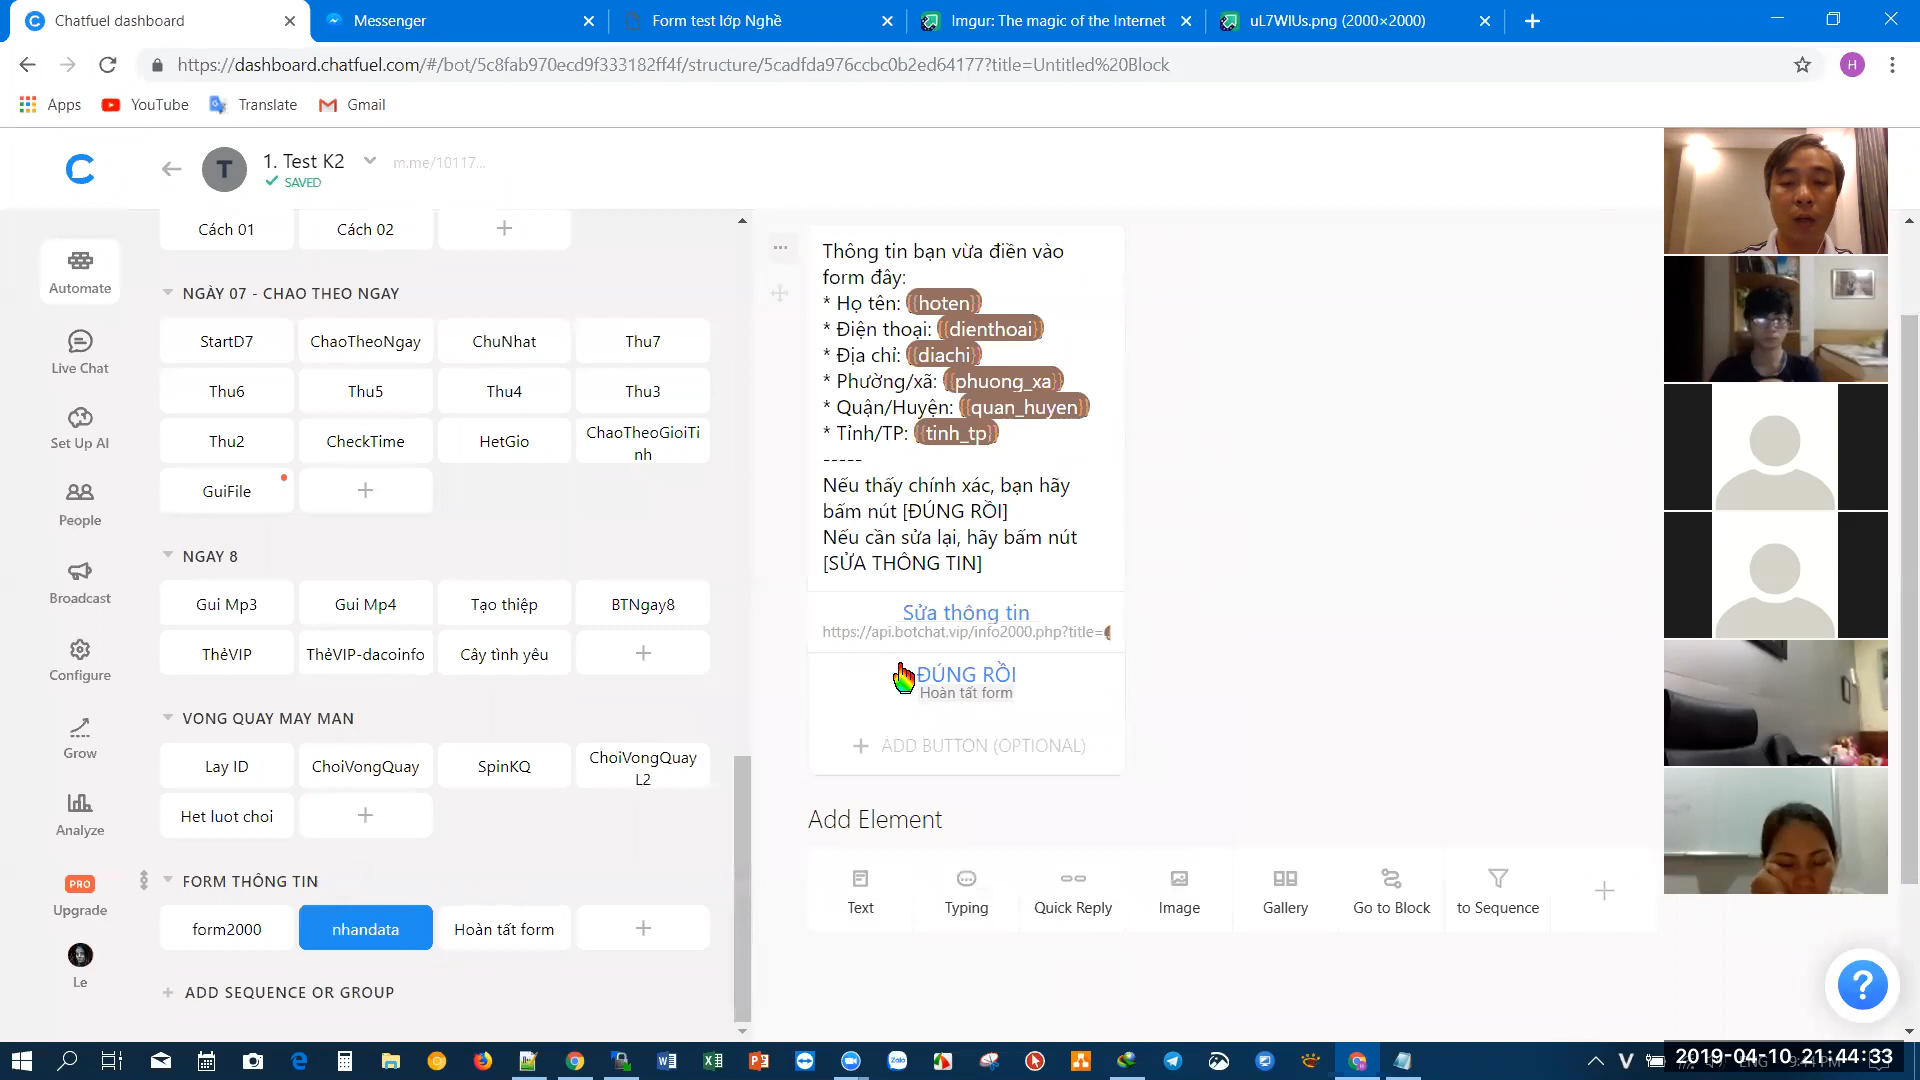 Chatfuel dashboard
Messenger
Form test lớp Nghề
Imgur: The magic of the Internet
uL7WlUs.png (2000×2000)
https://dashboard.chatfuel.com/#/bot/5c8fab970ecd9f333182ff4f/structure/5cadfda976ccbc0b2ed64177?title=Untitled%20Block
H
Apps
YouTube
Translate
Gmail
T
1. Test K2
m.me/10117...
SAVED
Automate
Live Chat
Set Up AI
People
Broadcast
Configure
Grow
Analyze
PRO
Upgrade
Le
Cách 01
Cách 02
NGÀY 07 - CHAO THEO NGAY
StartD7
ChaoTheoNgay
ChuNhat
Thu7
Thu6
Thu5
Thu4
Thu3
Thu2
CheckTime
HetGio
ChaoTheoGioiTi
nh
GuiFile
NGAY 8
Gui Mp3
Gui Mp4
Tạo thiệp
BTNgay8
ThẻVIP
ThẻVIP-dacoinfo
Cây tình yêu
VONG QUAY MAY MAN
Lay ID
ChoiVongQuay
SpinKQ
ChoiVongQuay
L2
Het luot choi
FORM THÔNG TIN
form2000
nhandata
Hoàn tất form
ADD SEQUENCE OR GROUP
Thông tin bạn vừa điền vào
form đây:
* Họ tên: {{hoten}}
* Điện thoại: {{dienthoai}}
* Địa chỉ: {{diachi}}
* Phường/xã: {{phuong_xa}}
* Quận/Huyện: {{quan_huyen}}
* Tỉnh/TP: {{tinh_tp}}
-----
Nếu thấy chính xác, bạn hãy
bấm nút [ĐÚNG RỒI]
Nếu cần sửa lại, hãy bấm nút
[SỬA THÔNG TIN]
Sửa thông tin
https://api.botchat.vip/info2000.php?title=
ĐÚNG RỒI
Hoàn tất form
ADD BUTTON (OPTIONAL)
Add Element
Text
Typing
Quick Reply
Image
Gallery
Go to Block
to Sequence
?
2019-04-10 21:44:33